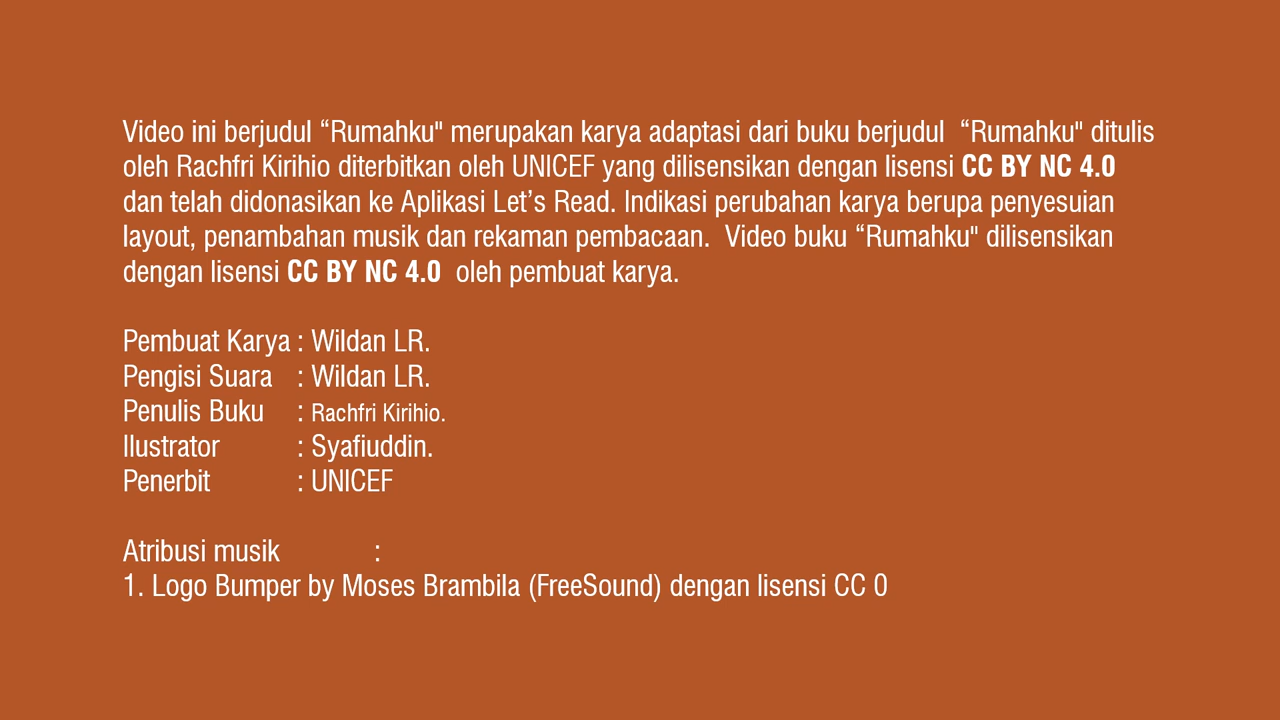 Video ini berjudul “Rumahku" merupakan karya adaptasi dari buku berjudul “Rumahku" ditulis
oleh Rachfri Kirihio diterbitkan oleh UNICEF yang dilisensikan dengan lisensi CC BY NC 4.0
dan telah didonasikan ke Aplikasi Let’s Read. Indikasi perubahan karya berupa penyesuian
layout, penambahan musik dan rekaman pembacaan. Video buku “Rumahku" dilisensikan
dengan lisensi CC BY NC 4.0 oleh pembuat karya.
Pembuat Karya : Wildan LR.
Pengisi Suara : Wildan LR.
Penulis Buku : Rachfri Kirihio.
Ilustrator : Syafiuddin.
Penerbit : UNICEF
Atribusi musik :
1. Logo Bumper by Moses Brambila (FreeSound) dengan lisensi CC 0